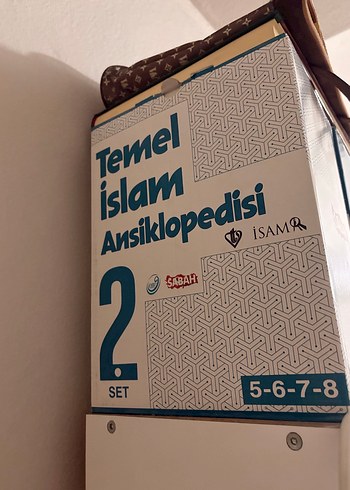 Temel
İslam
Ansiklopedisi
İSAM
SABAH
2.
SET
5-6-7-8